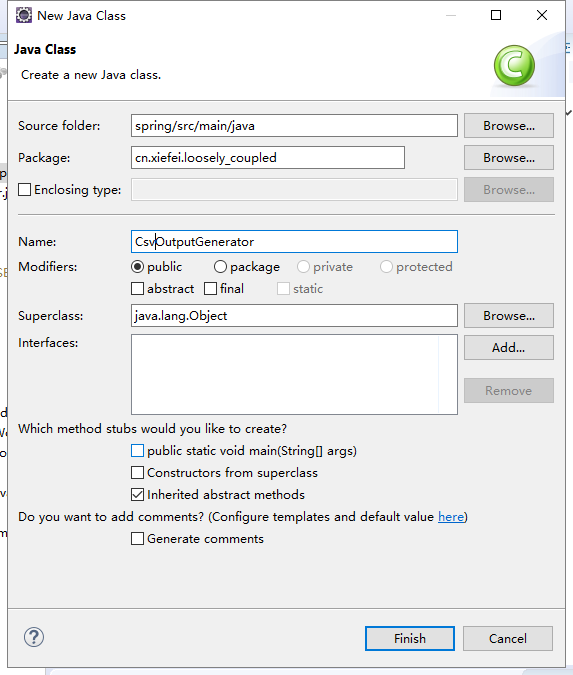 New Java Class
Java Class
Create a new Java class.
Source folder: spring/src/main/java Browse...
Package: cn.xiefei.loosely_coupled Browse...
Enclosing type: Browse...
Name: CsvOutputGenerator
Modifiers: public package private protected
abstract final static
Superclass: java.lang.Object Browse...
Interfaces: Add...
Remove
Which method stubs would you like to create?
public static void main(String[] args)
Constructors from superclass
Inherited abstract methods
Do you want to add comments? (Configure templates and default value here)
Generate comments
? Finish Cancel